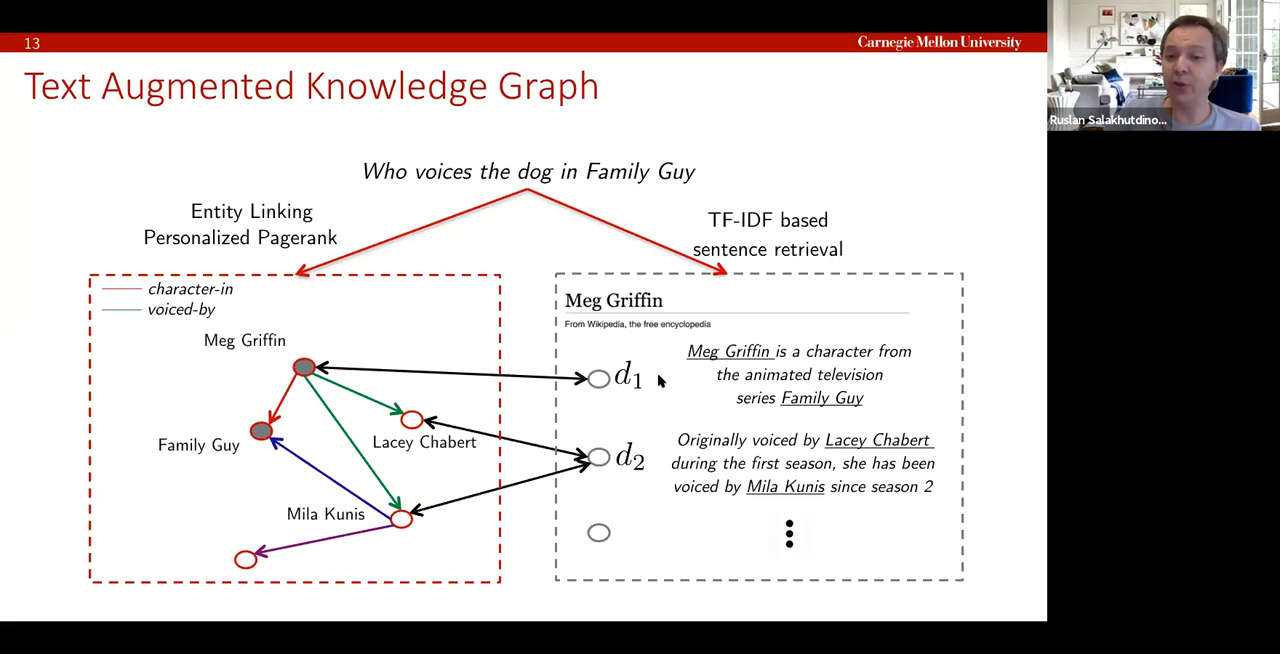 13
Carnegie Mellon University
Text Augmented Knowledge Graph
Ruslan Salakhutdino...
Who voices the dog in Family Guy
Entity Linking
Personalized Pagerank
TF-IDF based
sentence retrieval
character-in
voiced-by
Meg Griffin
Family Guy
Lacey Chabert
Mila Kunis
Meg Griffin
From Wikipedia, the free encyclopedia
d1
Meg Griffin is a character from
the animated television
series Family Guy
d2
Originally voiced by Lacey Chabert
during the first season, she has been
voiced by Mila Kunis since season 2